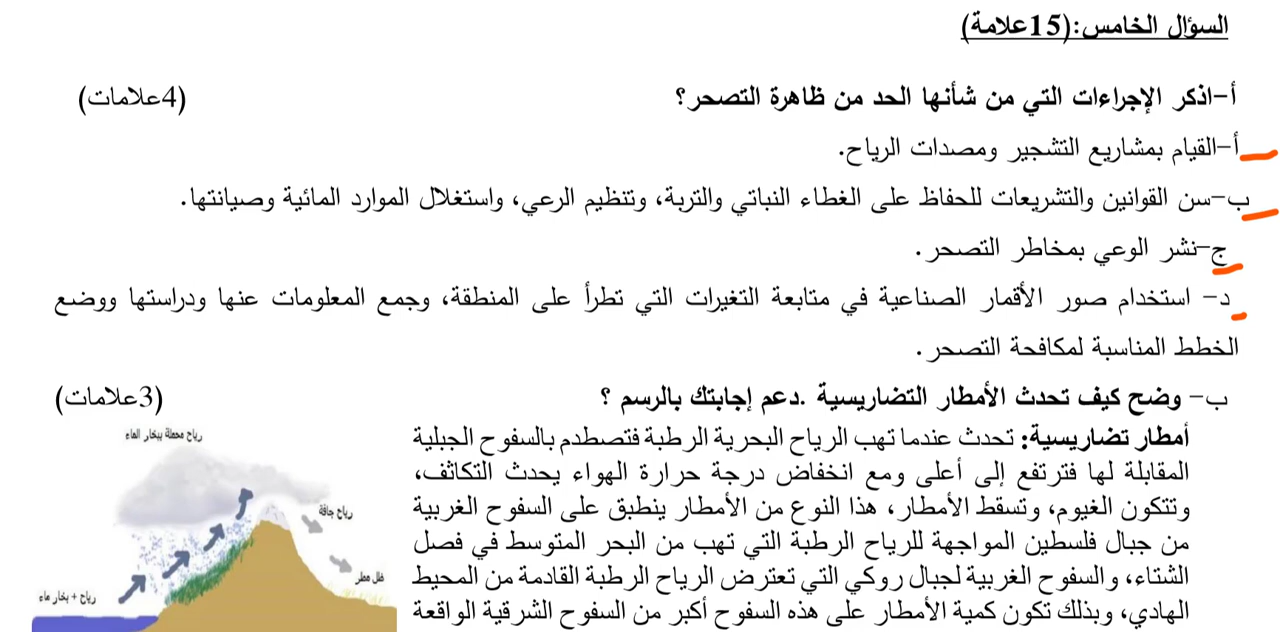 السؤال الخامس:(15علامة)
أ-اذكر الإجراءات التي من شأنها الحد من ظاهرة التصحر؟ (4علامات)
أ-القيام بمشاريع التشجير ومصدات الرياح.
ب-سن القوانين والتشريعات للحفاظ على الغطاء النباتي والتربة، وتنظيم الرعي، واستغلال الموارد المائية وصيانتها.
ج-نشر الوعي بمخاطر التصحر.
د- استخدام صور الأقمار الصناعية في متابعة التغيرات التي تطرأ على المنطقة، وجمع المعلومات عنها ودراستها ووضع
الخطط المناسبة لمكافحة التصحر.
ب- وضح كيف تحدث الأمطار التضاريسية .دعم إجابتك بالرسم ؟ (3علامات)
أمطار تضاريسية: تحدث عندما تهب الرياح البحرية الرطبة فتصطدم بالسفوح الجبلية
المقابلة لها فترتفع إلى أعلى ومع انخفاض درجة حرارة الهواء يحدث التكاثف،
وتتكون الغيوم، وتسقط الأمطار، هذا النوع من الأمطار ينطبق على السفوح الغربية
من جبال فلسطين المواجهة للرياح الرطبة التي تهب من البحر المتوسط في فصل
الشتاء، والسفوح الغربية لجبال روكي التي تعترض الرياح الرطبة القادمة من المحيط
الهادي، وبذلك تكون كمية الأمطار على هذه السفوح أكبر من السفوح الشرقية الواقعة
رياح محملة ببخار الماء
رياح جافة
ظل مطر
رياح + بخار ماء